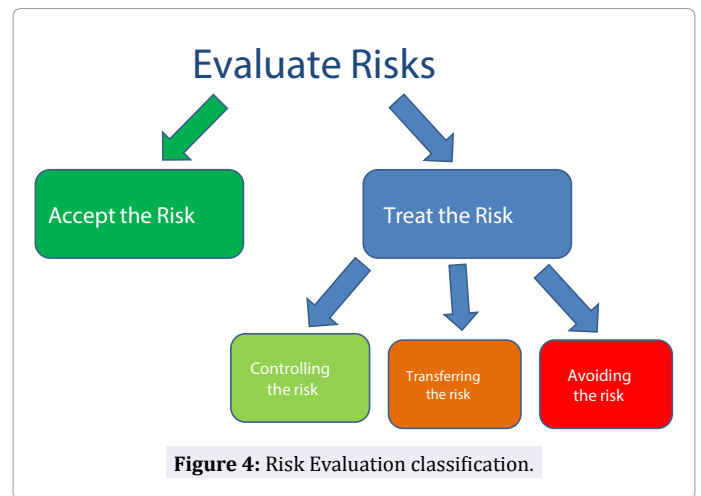 Evaluate Risks
Accept the Risk
Treat the Risk
Controlling
the risk
Transferring
the risk
Avoiding
the risk
Figure 4: Risk Evaluation classification.